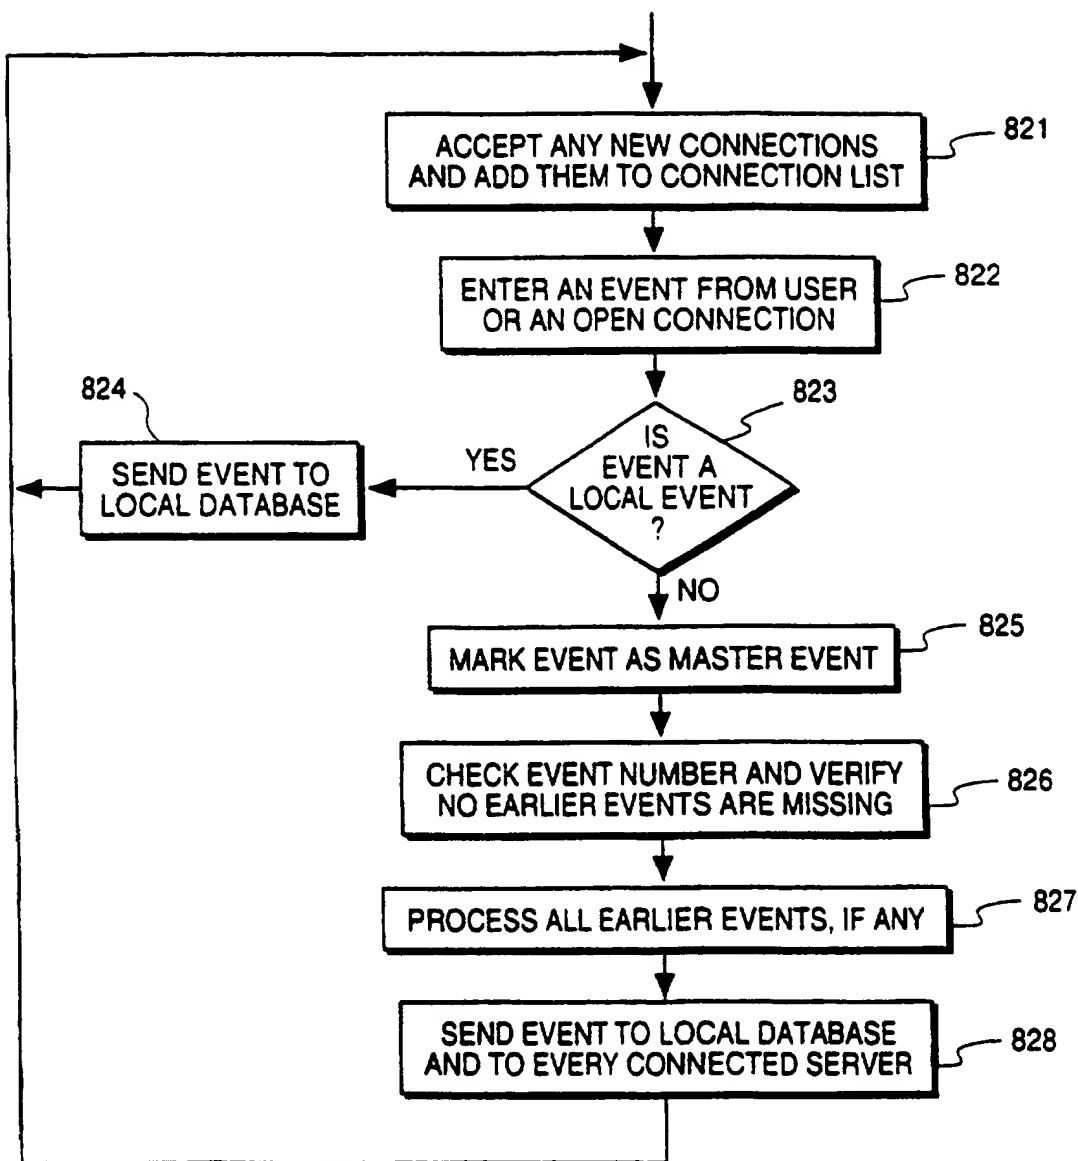 ACCEPT ANY NEW CONNECTIONS
AND ADD THEM TO CONNECTION LIST
821
ENTER AN EVENT FROM USER
OR AN OPEN CONNECTION
822
824
823
IS
EVENT A
LOCAL EVENT
?
YES
SEND EVENT TO
LOCAL DATABASE
NO
825
MARK EVENT AS MASTER EVENT
CHECK EVENT NUMBER AND VERIFY
NO EARLIER EVENTS ARE MISSING
826
PROCESS ALL EARLIER EVENTS, IF ANY
827
SEND EVENT TO LOCAL DATABASE
AND TO EVERY CONNECTED SERVER
828